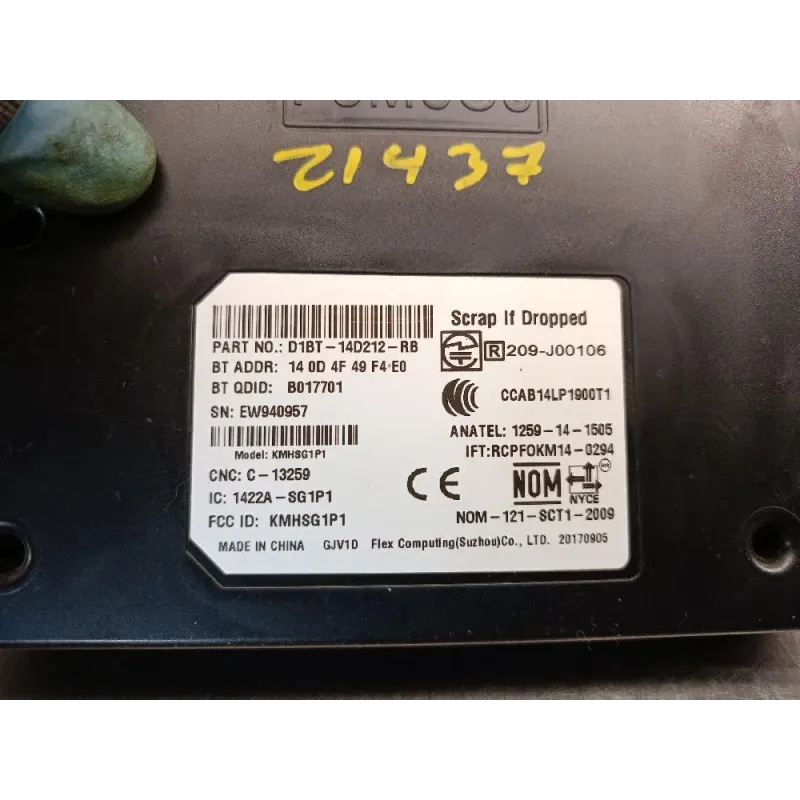 21437
Scrap If Dropped
PART NO.: D1BT-14D212-RB
R 209-J00106
BT ADDR: 14 0D 4F 49 F4 E0
BT QDID: B017701
CCAB14LP1900T1
SN: EW940957
ANATEL: 1259-14-1505
Model: KMHSG1P1
IFT:RCPFOKM14-0294
CNC: C-13259
CE
NOM
NYCE
IC: 1422A-SG1P1
FCC ID: KMHSG1P1
NOM-121-SCT1-2009
MADE IN CHINA GJV1D Flex Computing(Suzhou)Co., LTD. 20170905